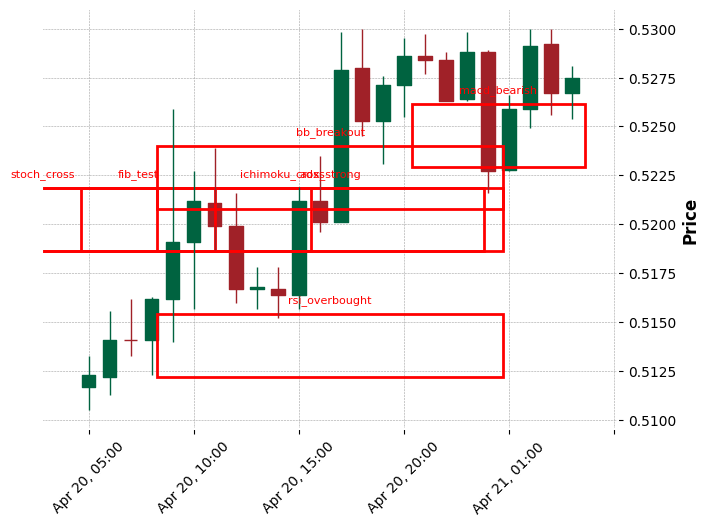 0.5300
0.5275
macd_bearish
0.5250
bb_breakout
0.5225
stoch_cross
fib_test
0.5200
Price
0.5175
rsi_overbought
0.5150
0.5125
0.5100
Apr 20, 05:00
Apr 20, 10:00
Apr 20, 15:00
Apr 20, 20:00
Apr 21, 01:00